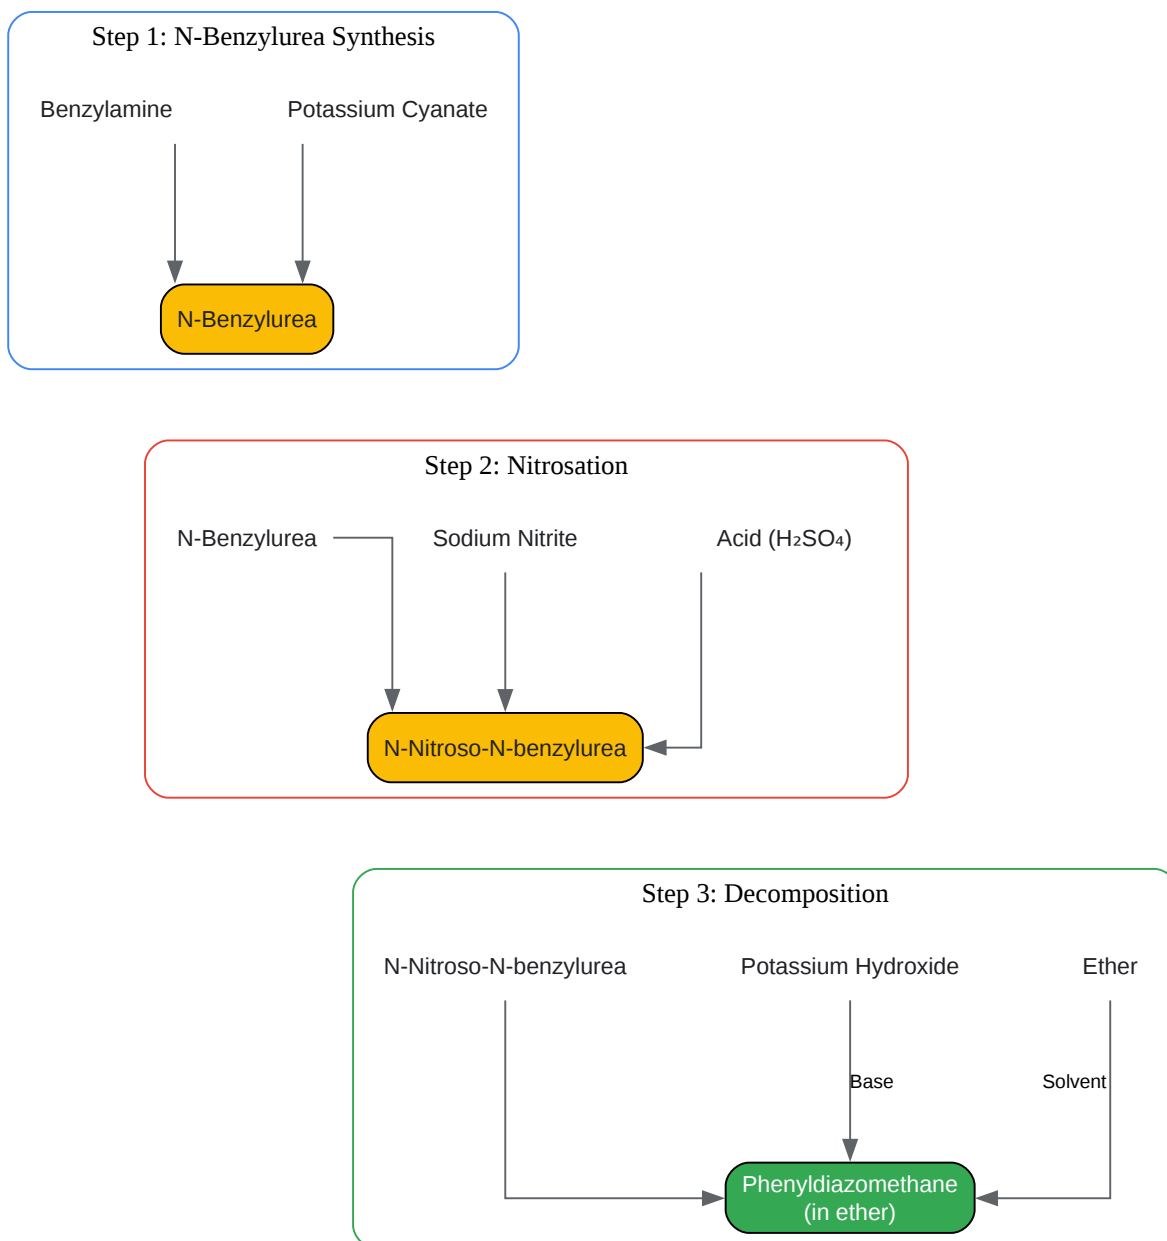 Step 1: N-Benzylurea Synthesis
Benzylamine
Potassium Cyanate
N-Benzylurea
Step 2: Nitrosation
N-Benzylurea
Sodium Nitrite
Acid (H₂SO₄)
N-Nitroso-N-benzylurea
Step 3: Decomposition
N-Nitroso-N-benzylurea
Potassium Hydroxide
Ether
Base
Solvent
Phenyldiazomethane
(in ether)